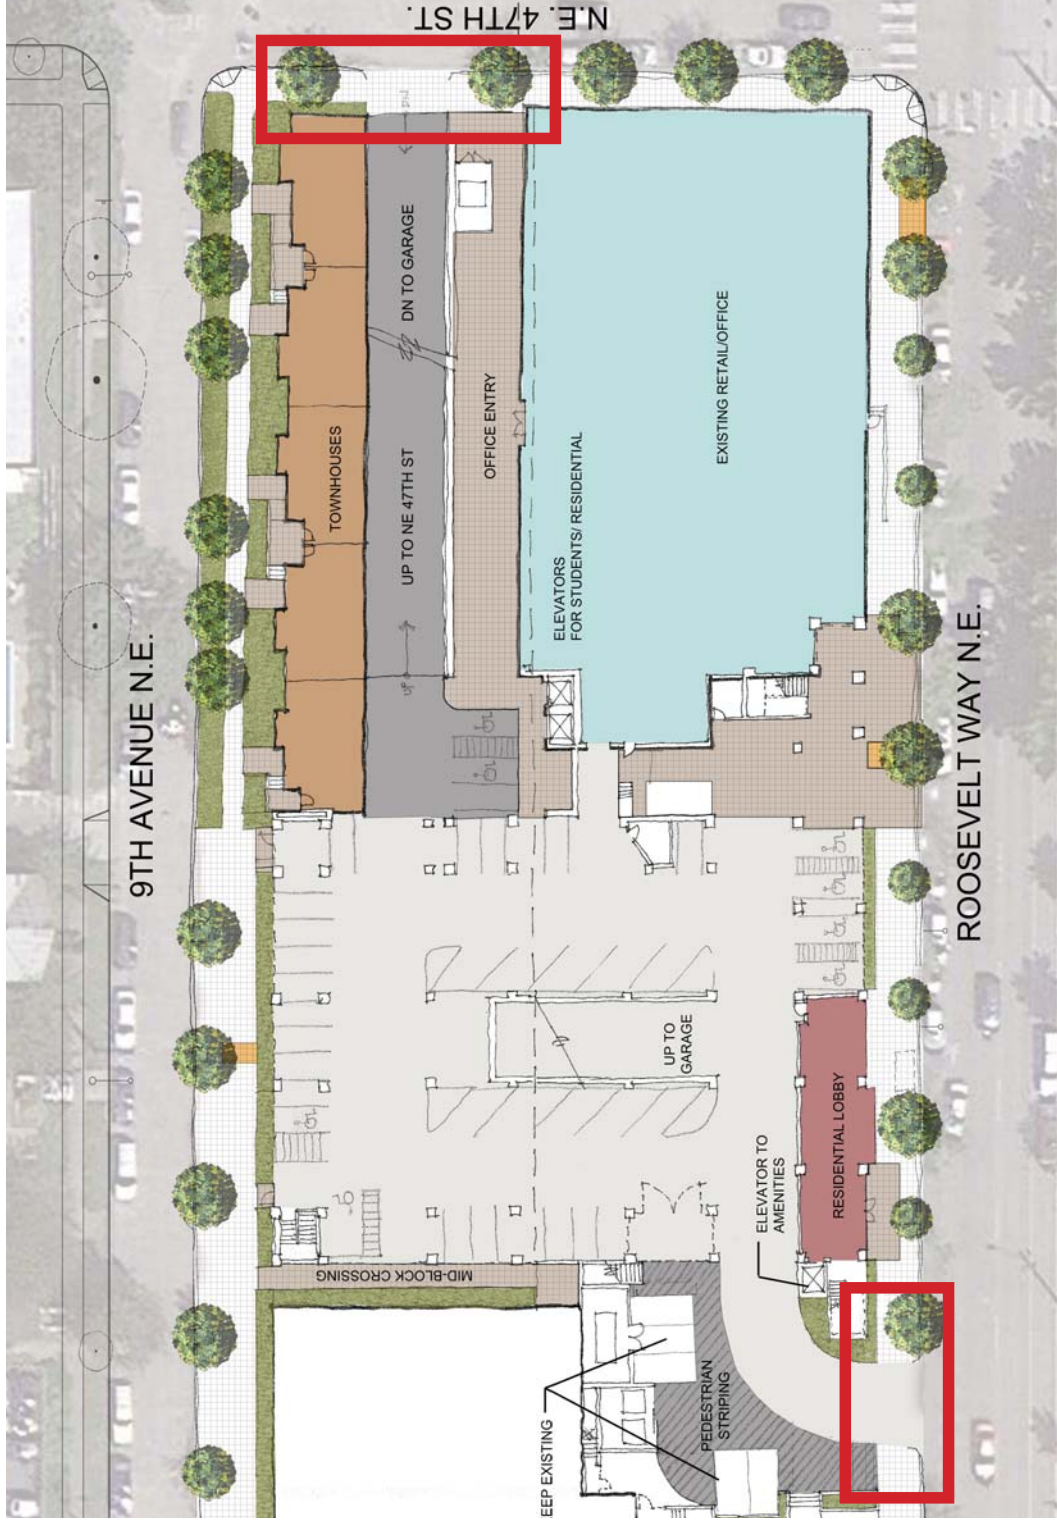 N.E. 47TH ST.
DN TO GARAGE
OFFICE ENTRY
EXISTING RETAIL/OFFICE
TOWNHOUSES
UP TO NE 47TH ST
ELEVATORS
FOR STUDENTS/ RESIDENTIAL
up
9TH AVENUE N.E.
ROOSEVELT WAY N.E.
UP TO
GARAGE
RESIDENTIAL LOBBY
ELEVATOR TO
AMENITIES
MID-BLOCK CROSSING
PEDESTRIAN
STRIPING
EEP EXISTING